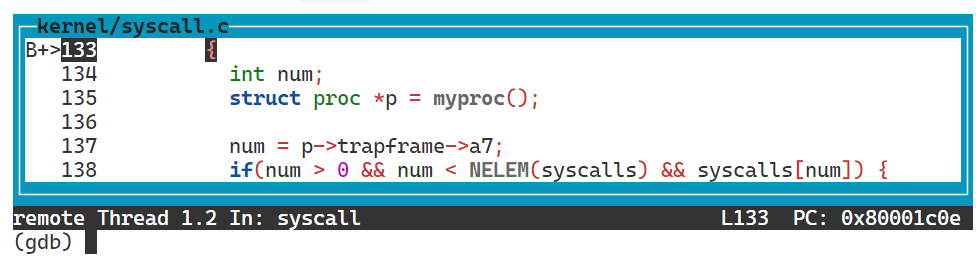 kernel/syscall.c
B+>133 {
134 int num;
135 struct proc *p = myproc();
136
137 num = p->trapframe->a7;
138 if(num > 0 && num < NELEM(syscalls) && syscalls[num]) {
remote Thread 1.2 In: syscall L133 PC: 0x80001c0e
(gdb)